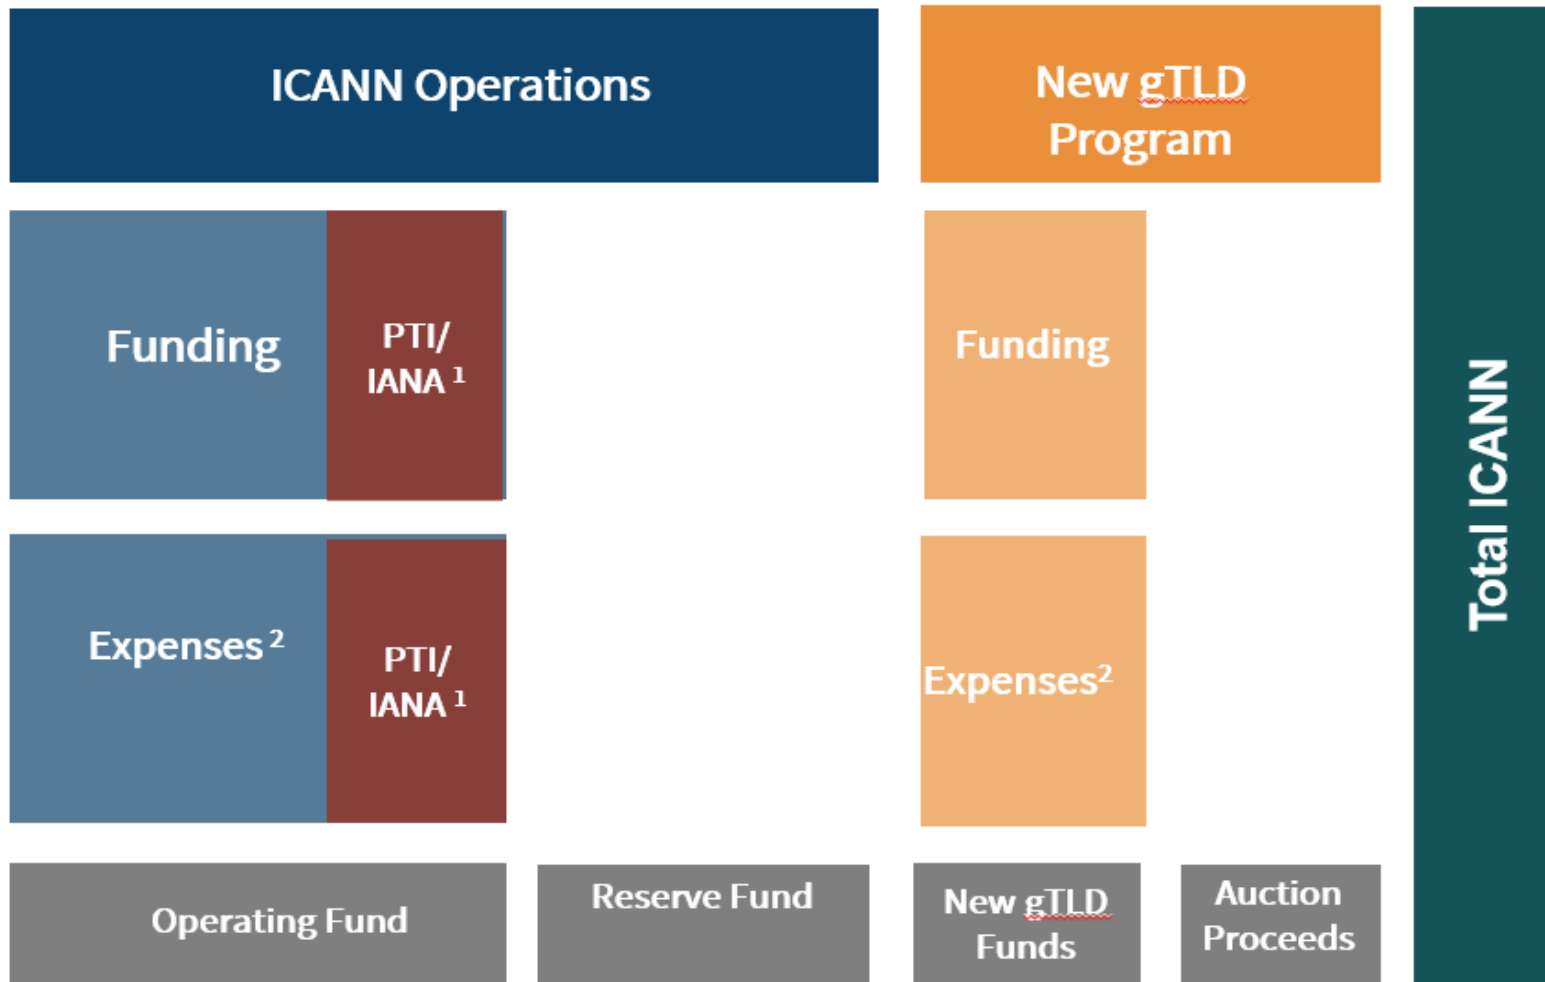 ICANN Operations
New gTLD
Program
Funding
PTI/
IANA ¹
Funding
Expenses ²
PTI/
IANA ¹
Expenses²
Operating Fund
Reserve Fund
New gTLD
Funds
Auction
Proceeds
Total ICANN